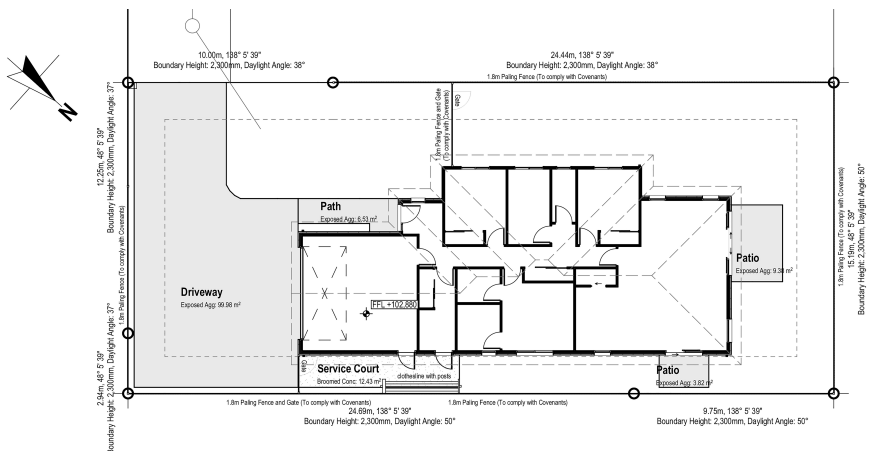 10.00m, 138° 5' 39"
Boundary Height: 2,300mm, Daylight Angle: 38°
24.44m, 138° 5' 39"
Boundary Height: 2,300mm, Daylight Angle: 38°
1.8m Paling Fence (To comply with Covenants)
N
12.25m, 48° 5' 39"
Boundary Height: 2,300mm, Daylight Angle: 37°
1.8m Paling Fence (To comply with Covenants)
2.94m, 48° 5' 39"
Boundary Height: 2,300mm, Daylight Angle: 37°
1.8m Paling Fence and Gate
(To comply with Covenants)
Gate
Path
Exposed Agg: 6.53 m²
Driveway
Exposed Agg: 99.98 m²
FFL +102.880
Patio
Exposed Agg: 9.38 m²
1.8m Paling Fence (To comply with Covenants)
15.19m, 48° 5' 39"
Boundary Height: 2,300mm, Daylight Angle: 50°
Gate
Service Court
Broomed Conc: 12.43 m²
clothesline with posts
Patio
Exposed Agg: 3.82 m²
1.8m Paling Fence and Gate (To comply with Covenants)
1.8m Paling Fence (To comply with Covenants)
24.69m, 138° 5' 39"
Boundary Height: 2,300mm, Daylight Angle: 50°
9.75m, 138° 5' 39"
Boundary Height: 2,300mm, Daylight Angle: 50°